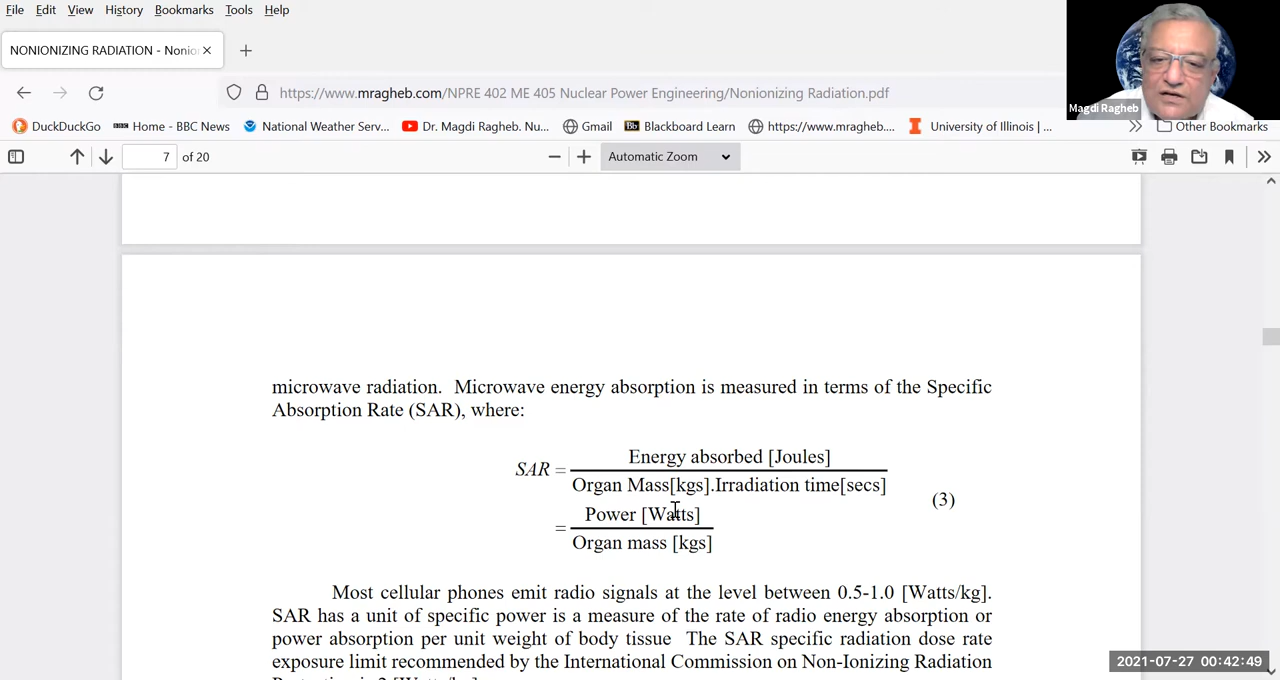 File Edit View History Bookmarks Tools Help
NONIONIZING RADIATION - Nonio
https://www.mragheb.com/NPRE 402 ME 405 Nuclear Power Engineering/Nonionizing Radiation.pdf
Magdi Ragheb
DuckDuckGo Home - BBC News National Weather Serv... Dr. Magdi Ragheb. Nu... Gmail Blackboard Learn https://www.mragheb.... University of Illinois | ... Other Bookmarks
7 of 20 Automatic Zoom
microwave radiation. Microwave energy absorption is measured in terms of the Specific
Absorption Rate (SAR), where:
SAR = Energy absorbed [Joules]
Organ Mass[kgs].Irradiation time[secs]
(3)
= Power [Watts]
Organ mass [kgs]
Most cellular phones emit radio signals at the level between 0.5-1.0 [Watts/kg].
SAR has a unit of specific power is a measure of the rate of radio energy absorption or
power absorption per unit weight of body tissue The SAR specific radiation dose rate
exposure limit recommended by the International Commission on Non-Ionizing Radiation
2021-07-27 00:42:49